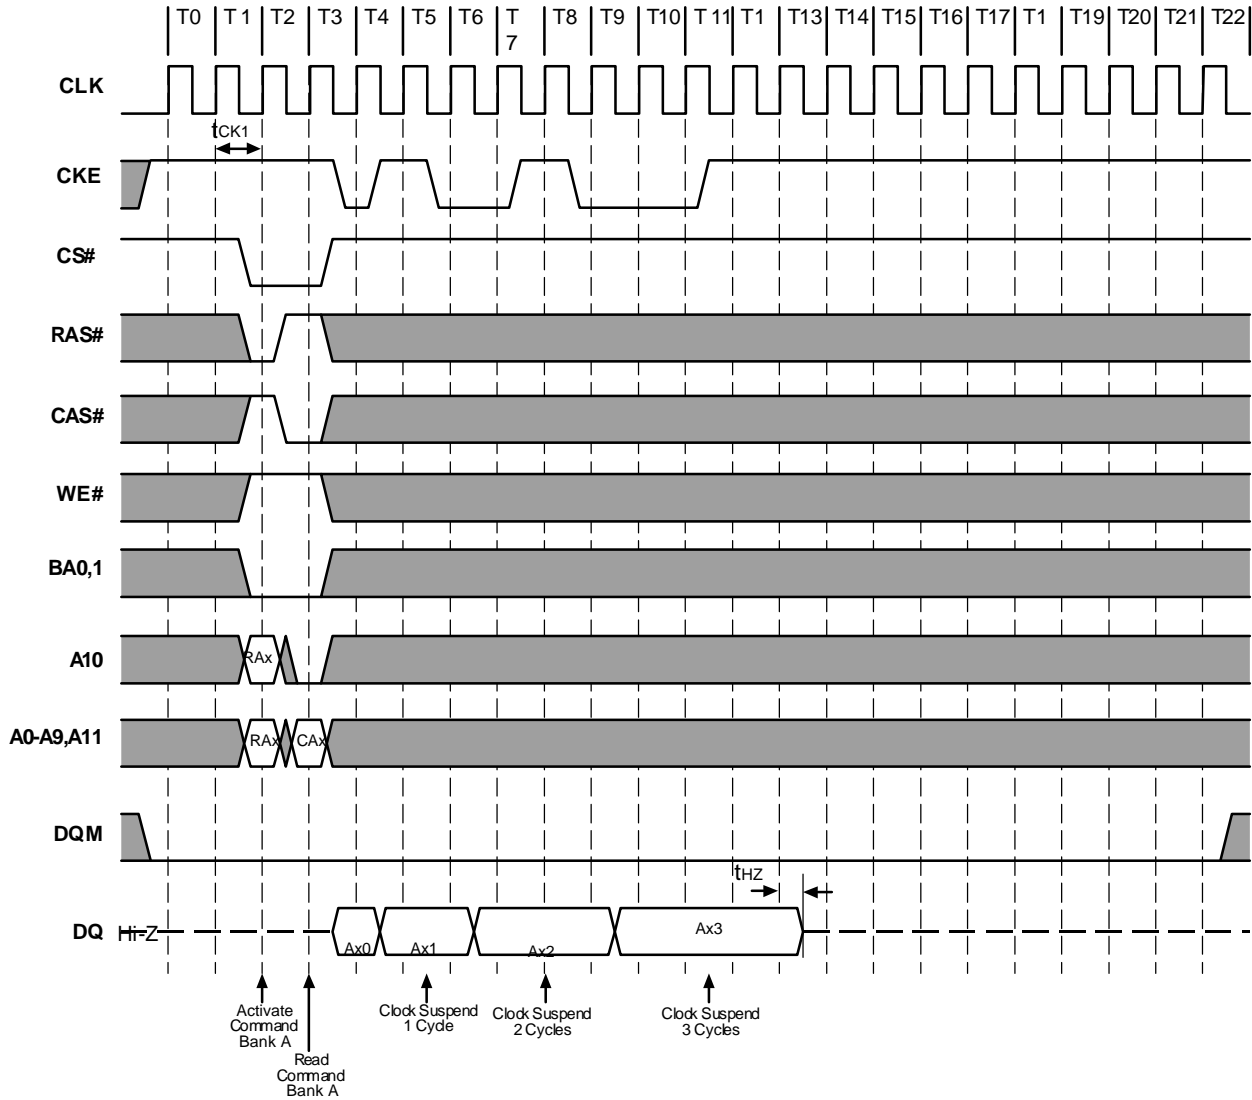 T0 T 1 T2 T3 T4 T5 T6 T 7 T8 T9 T10 T 11 T1 T13 T14 T15 T16 T17 T1 T19 T20 T21 T22
CLK
tCK1
CKE
CS#
RAS#
CAS#
WE#
BA0,1
A10 RAx
A0-A9,A11 RAx CAx
DQM
tHZ
DQ Hi-Z Ax0 Ax1 Ax2 Ax3
Activate
Command
Bank A
Read
Command
Bank A
Clock Suspend
1 Cycle
Clock Suspend
2 Cycles
Clock Suspend
3 Cycles